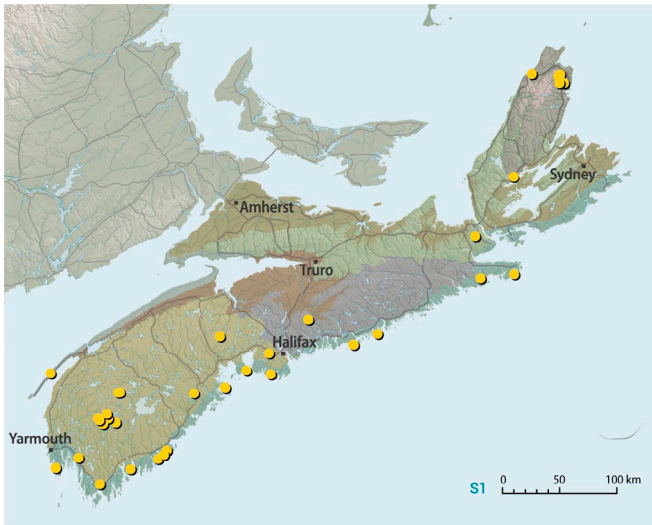 Sydney
Amherst
Truro
Halifax
Yarmouth
S1
0 50 100 km